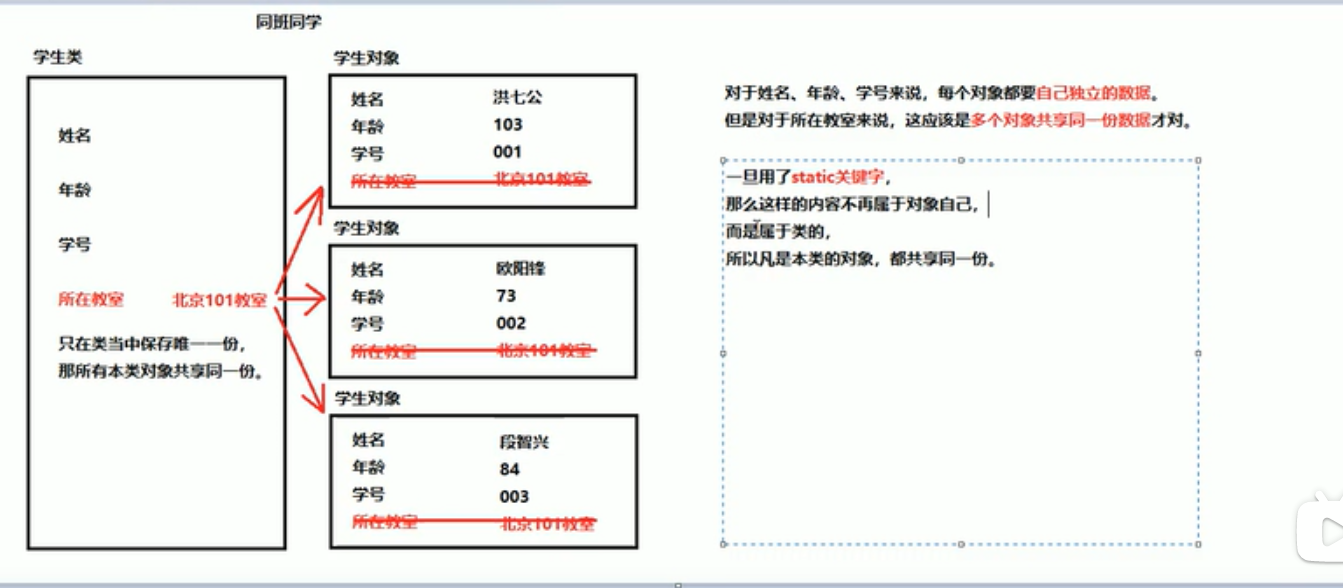 同班同学
学生类
姓名
年龄
学号
所在教室 北京101教室
只在类当中保存唯一一份，
那所有本类对象共享同一份。
学生对象
姓名 洪七公
年龄 103
学号 001
所在教室 北京101教室
学生对象
姓名 欧阳锋
年龄 73
学号 002
所在教室 北京101教室
学生对象
姓名 段智兴
年龄 84
学号 003
所在教室 北京101教室
对于姓名、年龄、学号来说，每个对象都要自己独立的数据。
但是对于所在教室来说，这应该是多个对象共享同一份数据才对。
一旦用了static关键字，
那么这样的内容不再属于对象自己，
而是属于类的，
所以凡是本类的对象，都共享同一份。